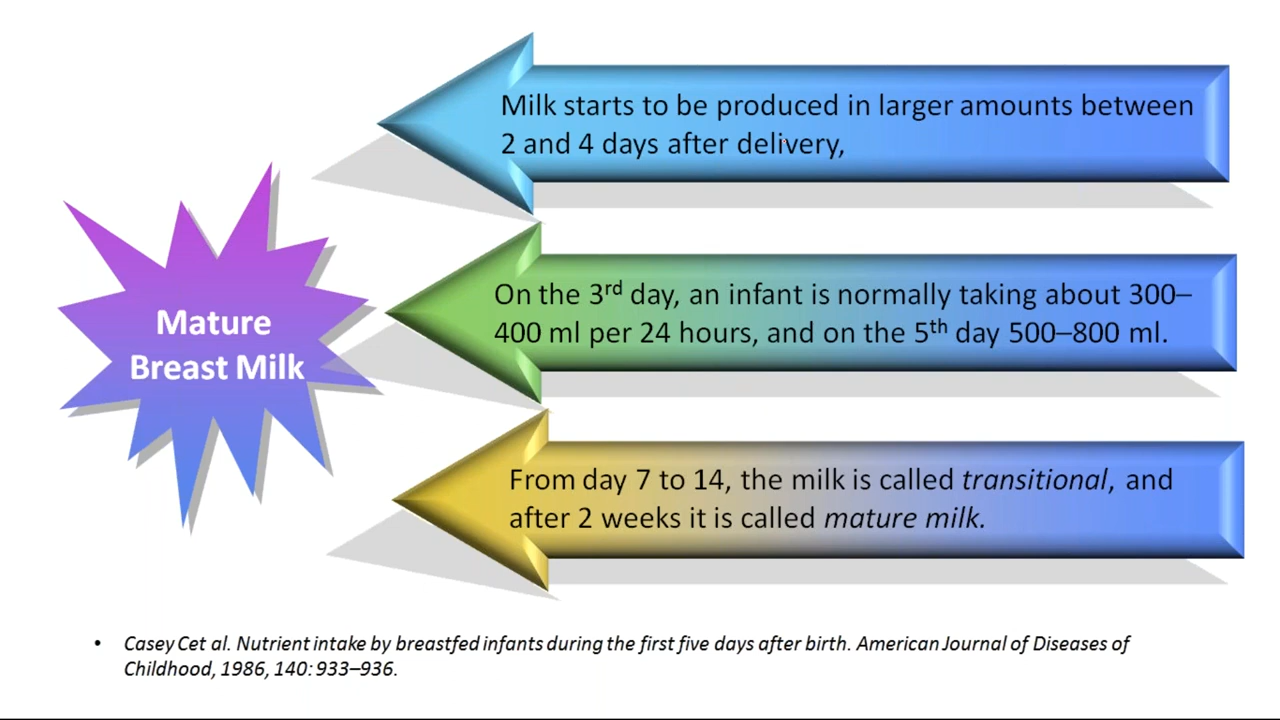 Milk starts to be produced in larger amounts between
2 and 4 days after delivery,
Mature
Breast Milk
On the 3rd day, an infant is normally taking about 300–
400 ml per 24 hours, and on the 5th day 500–800 ml.
From day 7 to 14, the milk is called transitional, and
after 2 weeks it is called mature milk.
• Casey Cet al. Nutrient intake by breastfed infants during the first five days after birth. American Journal of Diseases of
Childhood, 1986, 140: 933–936.